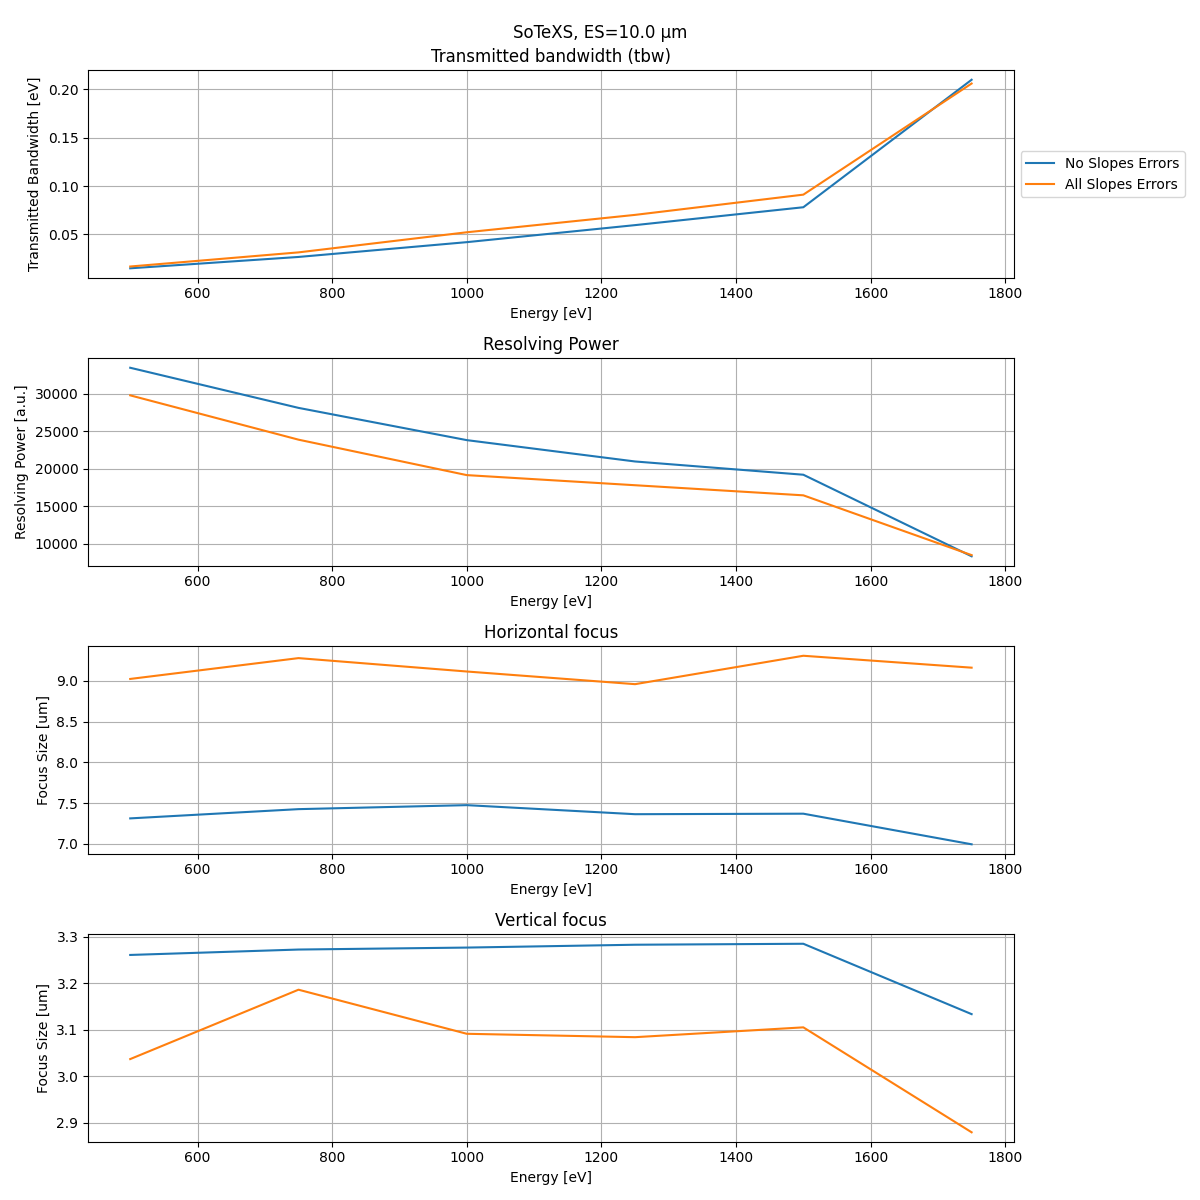 SoTeXS, ES=10.0 μm
Transmitted bandwidth (tbw)
Transmitted Bandwidth [eV]
0.20
0.15
0.10
0.05
600 800 1000 1200 1400 1600 1800
Energy [eV]
No Slopes Errors
All Slopes Errors
Resolving Power
Resolving Power [a.u.]
30000
25000
20000
15000
10000
600 800 1000 1200 1400 1600 1800
Energy [eV]
Horizontal focus
Focus Size [um]
9.0
8.5
8.0
7.5
7.0
600 800 1000 1200 1400 1600 1800
Energy [eV]
Vertical focus
Focus Size [um]
3.3
3.2
3.1
3.0
2.9
600 800 1000 1200 1400 1600 1800
Energy [eV]